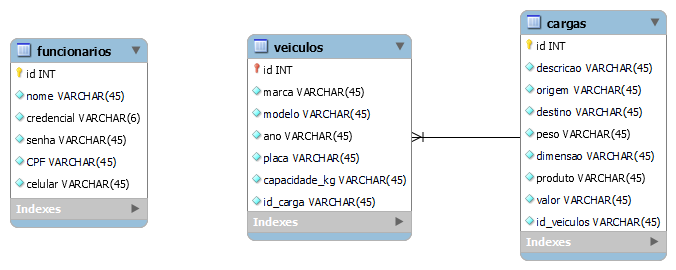 funcionarios
id INT
nome VARCHAR(45)
credencial VARCHAR(6)
senha VARCHAR(45)
CPF VARCHAR(45)
celular VARCHAR(45)
Indexes
veiculos
id INT
marca VARCHAR(45)
modelo VARCHAR(45)
ano VARCHAR(45)
placa VARCHAR(45)
capacidade_kg VARCHAR(45)
id_carga VARCHAR(45)
Indexes
cargas
id INT
descricao VARCHAR(45)
origem VARCHAR(45)
destino VARCHAR(45)
peso VARCHAR(45)
dimensao VARCHAR(45)
produto VARCHAR(45)
valor VARCHAR(45)
id_veiculos VARCHAR(45)
Indexes